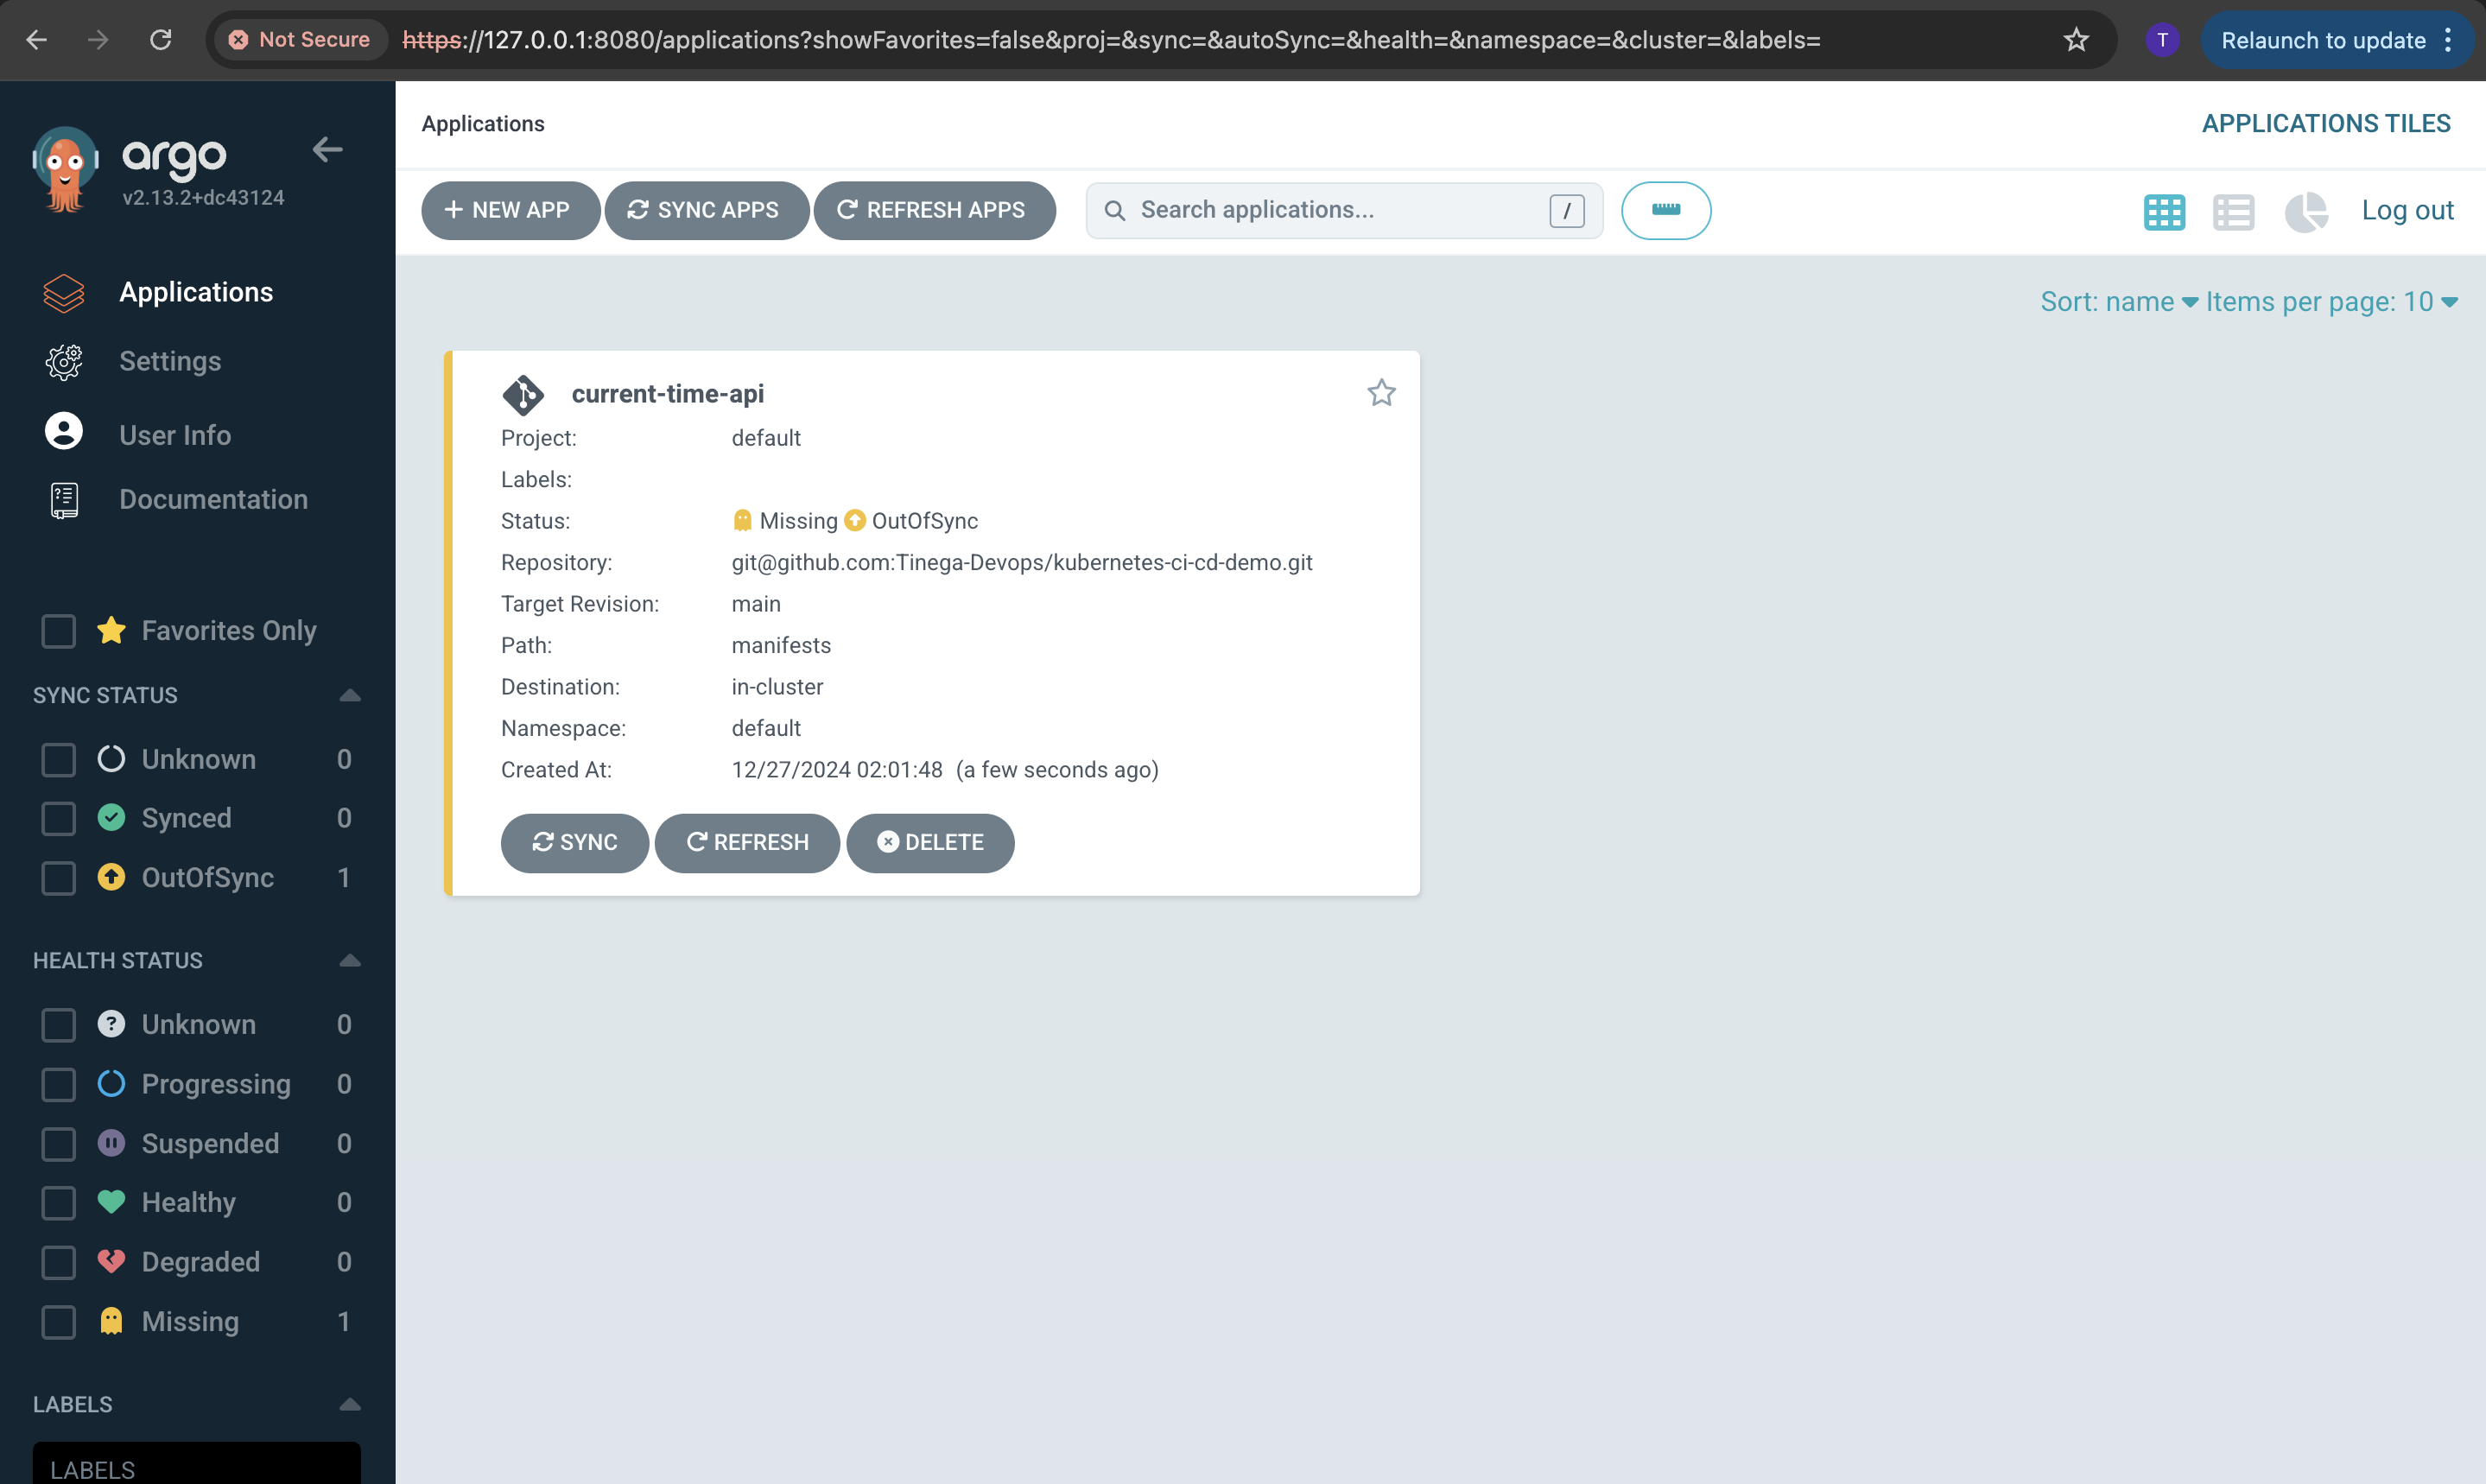 Not Secure https://127.0.0.1:8080/applications?showFavorites=false&proj=&sync=&autoSync=&health=&namespace=&cluster=&labels= T Relaunch to update
argo
v2.13.2+dc43124
Applications
Settings
User Info
Documentation
Favorites Only
SYNC STATUS
Unknown 0
Synced 0
OutOfSync 1
HEALTH STATUS
Unknown 0
Progressing 0
Suspended 0
Healthy 0
Degraded 0
Missing 1
LABELS
LABELS
Applications APPLICATIONS TILES
NEW APP SYNC APPS REFRESH APPS Search applications... / Log out
Sort: name Items per page: 10
current-time-api
Project: default
Labels:
Status: Missing OutOfSync
Repository: git@github.com:Tinega-Devops/kubernetes-ci-cd-demo.git
Target Revision: main
Path: manifests
Destination: in-cluster
Namespace: default
Created At: 12/27/2024 02:01:48 (a few seconds ago)
SYNC REFRESH DELETE